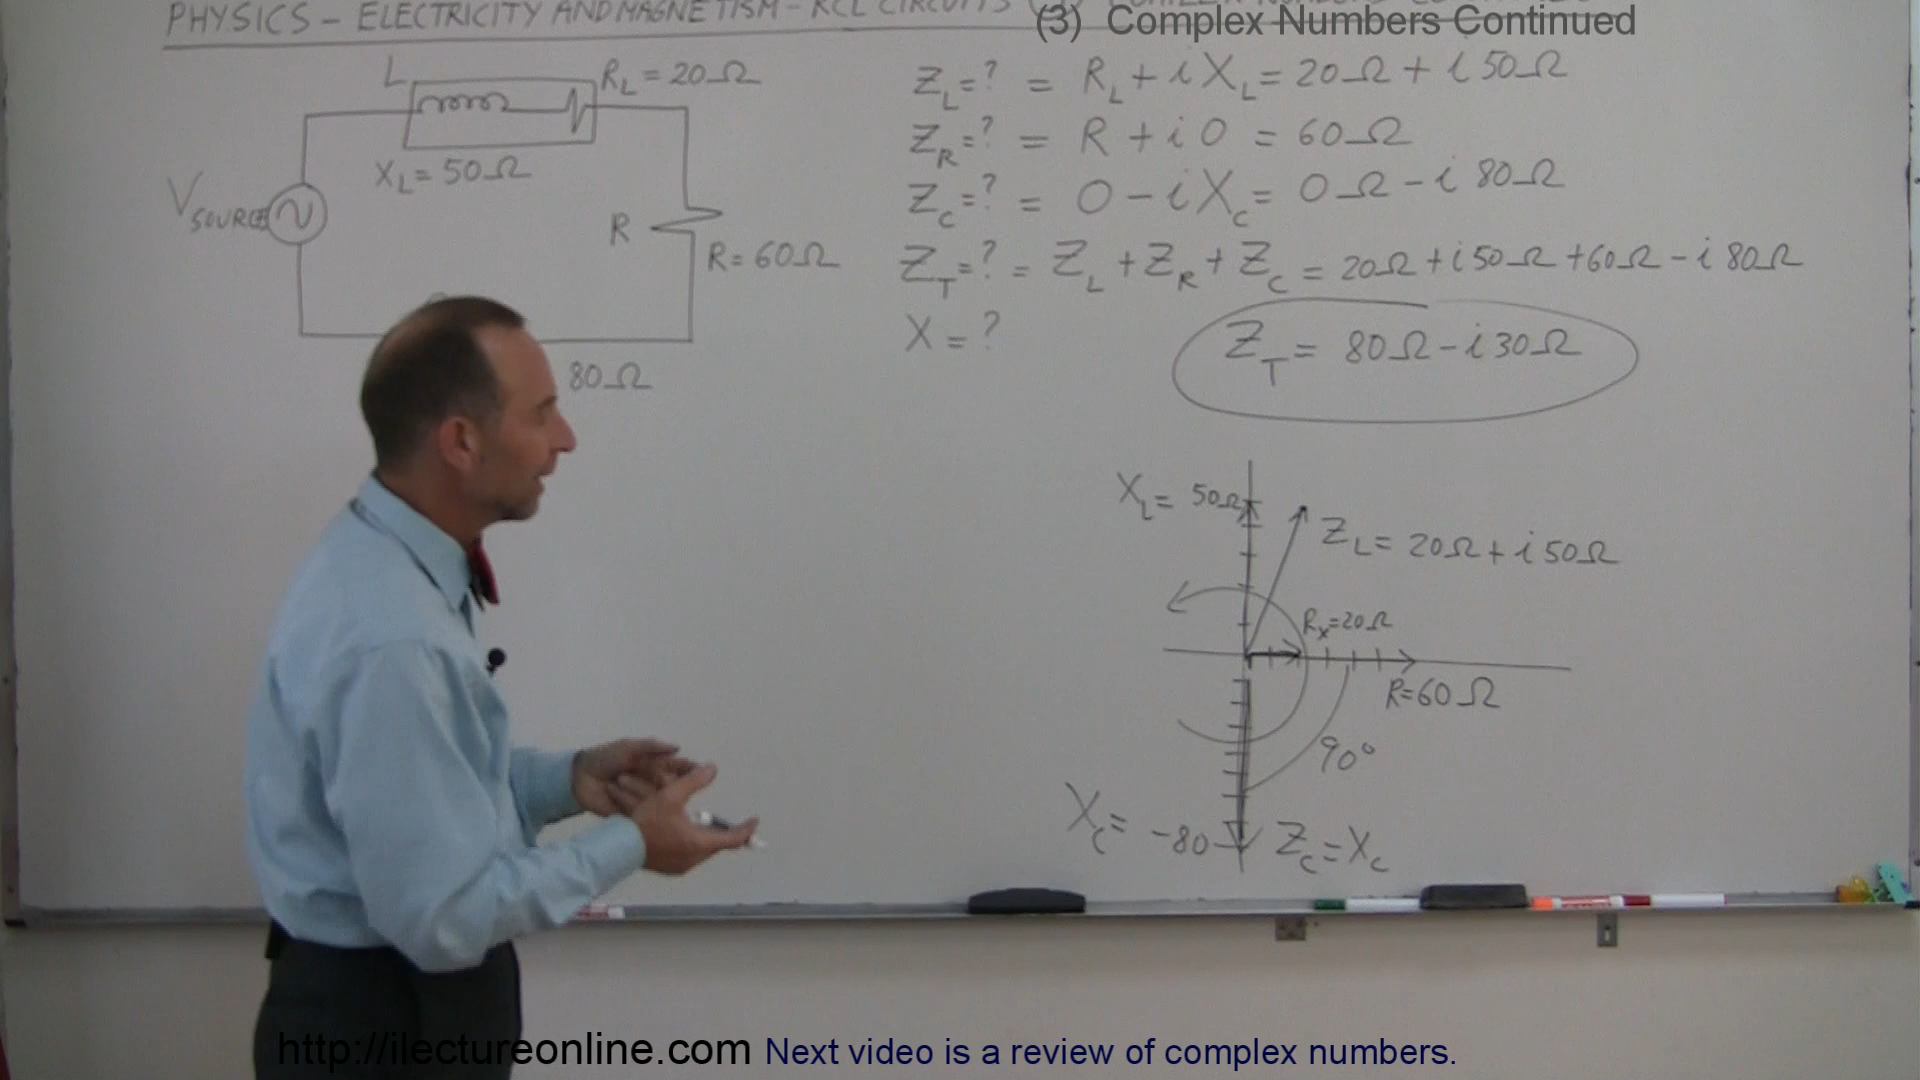 PHYSICS - ELECTRICITY AND MAGNETISM - RCL CIRCUITS
(3) Complex Numbers Continued
L
R_L = 20Ω
X_L = 50Ω
V_SOURCE
R
R = 60Ω
80Ω
Z_L = ? = R_L + i X_L = 20Ω + i 50Ω
Z_R = ? = R + i 0 = 60Ω
Z_C = ? = 0 - i X_C = 0Ω - i 80Ω
Z_T = ? = Z_L + Z_R + Z_C = 20Ω + i 50Ω + 60Ω - i 80Ω
X = ?
Z_T = 80Ω - i 30Ω
X_L = 50Ω
Z_L = 20Ω + i 50Ω
R_x = 20Ω
R = 60Ω
90°
X_C = -80
Z_C = X_C
http://ilectureonline.com Next video is a review of complex numbers.